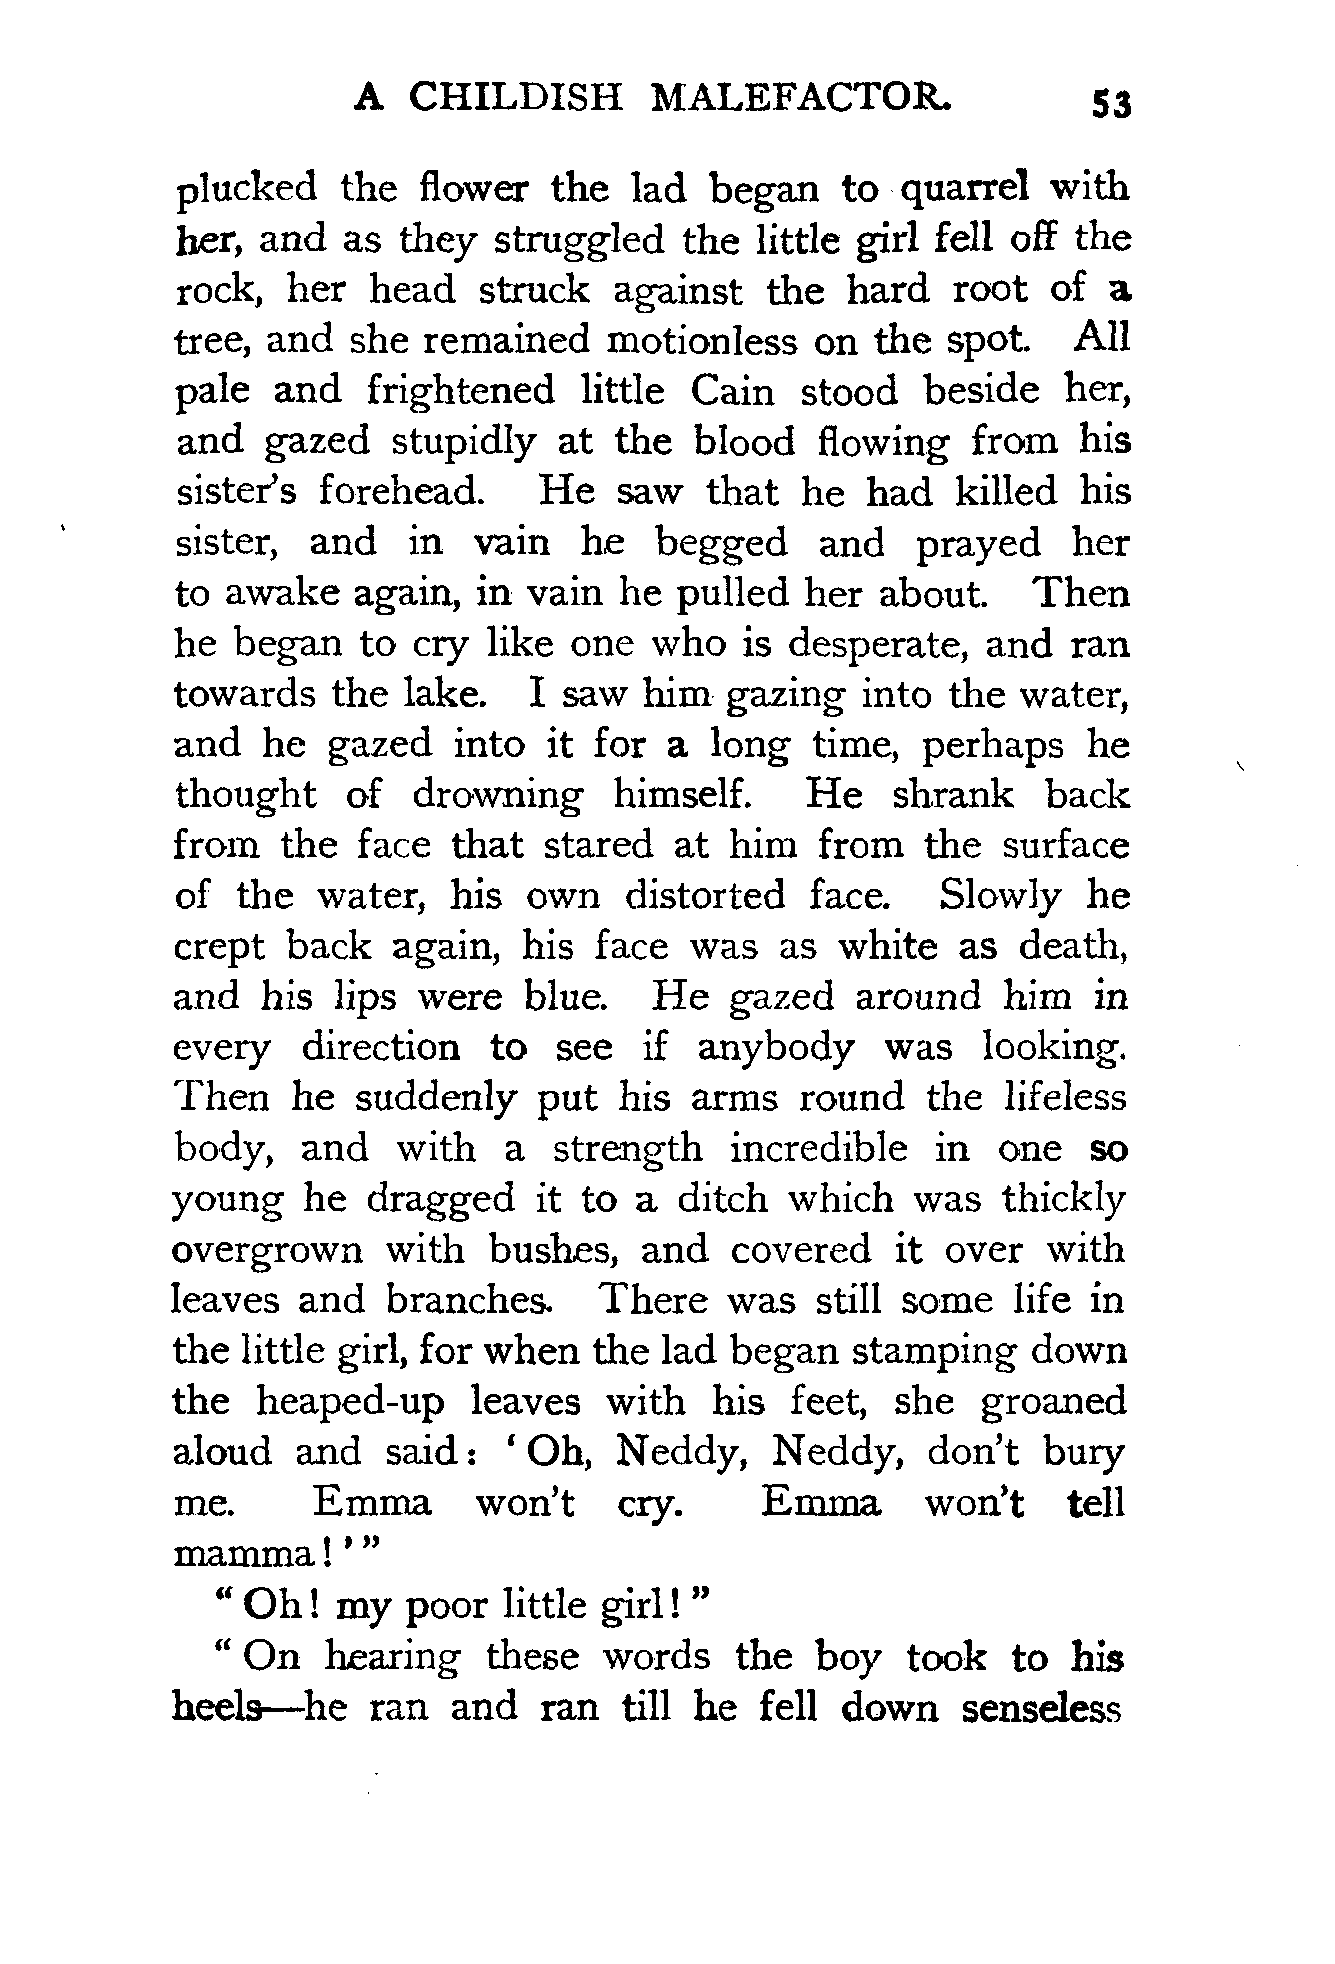 A CHILDISH MALEFACTOR. 53
plucked the flower the lad began to quarrel with
her, and as they struggled the little girl fell off the
rock, her head struck against the hard root of a
tree, and she remained motionless on the spot. All
pale and frightened little Cain stood beside her,
and gazed stupidly at the blood flowing from his
sister's forehead. He saw that he had killed his
sister, and in vain he begged and prayed her
to awake again, in vain he pulled her about. Then
he began to cry like one who is desperate, and ran
towards the lake. I saw him gazing into the water,
and he gazed into it for a long time, perhaps he
thought of drowning himself. He shrank back
from the face that stared at him from the surface
of the water, his own distorted face. Slowly he
crept back again, his face was as white as death,
and his lips were blue. He gazed around him in
every direction to see if anybody was looking.
Then he suddenly put his arms round the lifeless
body, and with a strength incredible in one so
young he dragged it to a ditch which was thickly
overgrown with bushes, and covered it over with
leaves and branches. There was still some life in
the little girl, for when the lad began stamping down
the heaped-up leaves with his feet, she groaned
aloud and said: ‘Oh, Neddy, Neddy, don't bury
me. Emma won't cry. Emma won't tell
mamma!’”
“Oh! my poor little girl!”
“On hearing these words the boy took to his
heels—he ran and ran till he fell down senseless